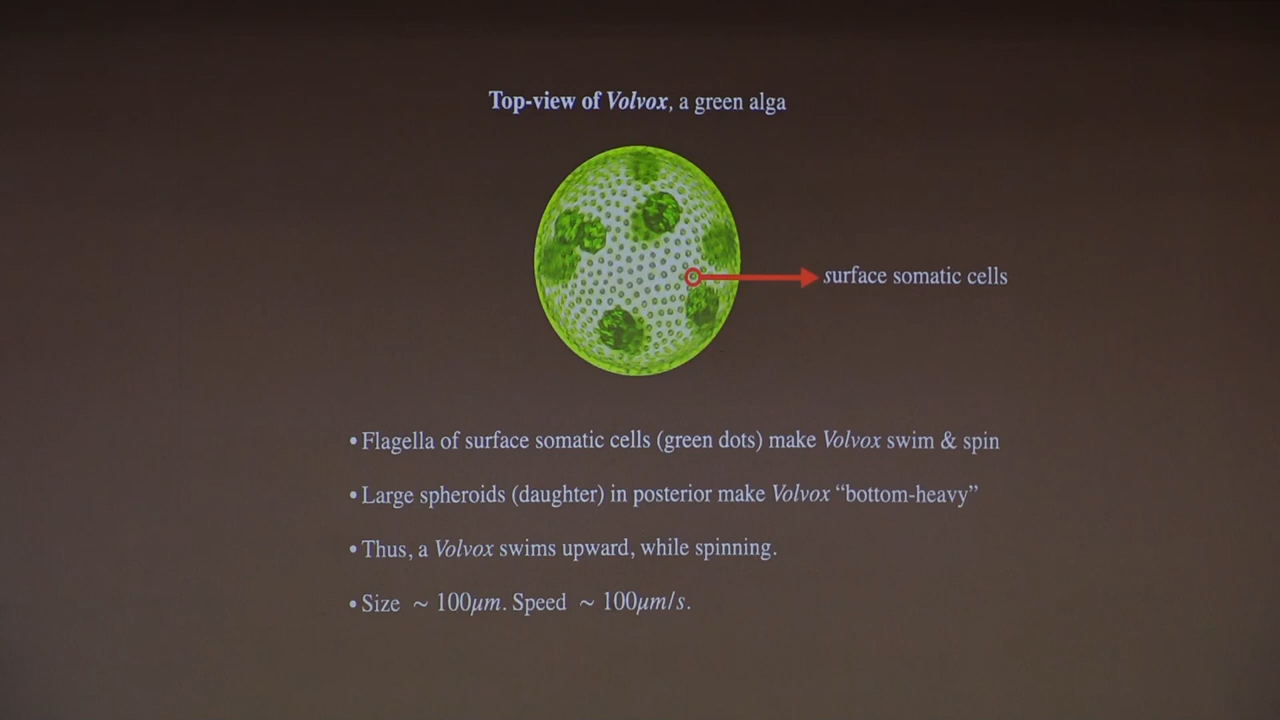 Top-view of Volvox, a green alga
surface somatic cells
• Flagella of surface somatic cells (green dots) make Volvox swim & spin
• Large spheroids (daughter) in posterior make Volvox “bottom-heavy”
• Thus, a Volvox swims upward, while spinning.
• Size ~ 100μm. Speed ~ 100μm/s.